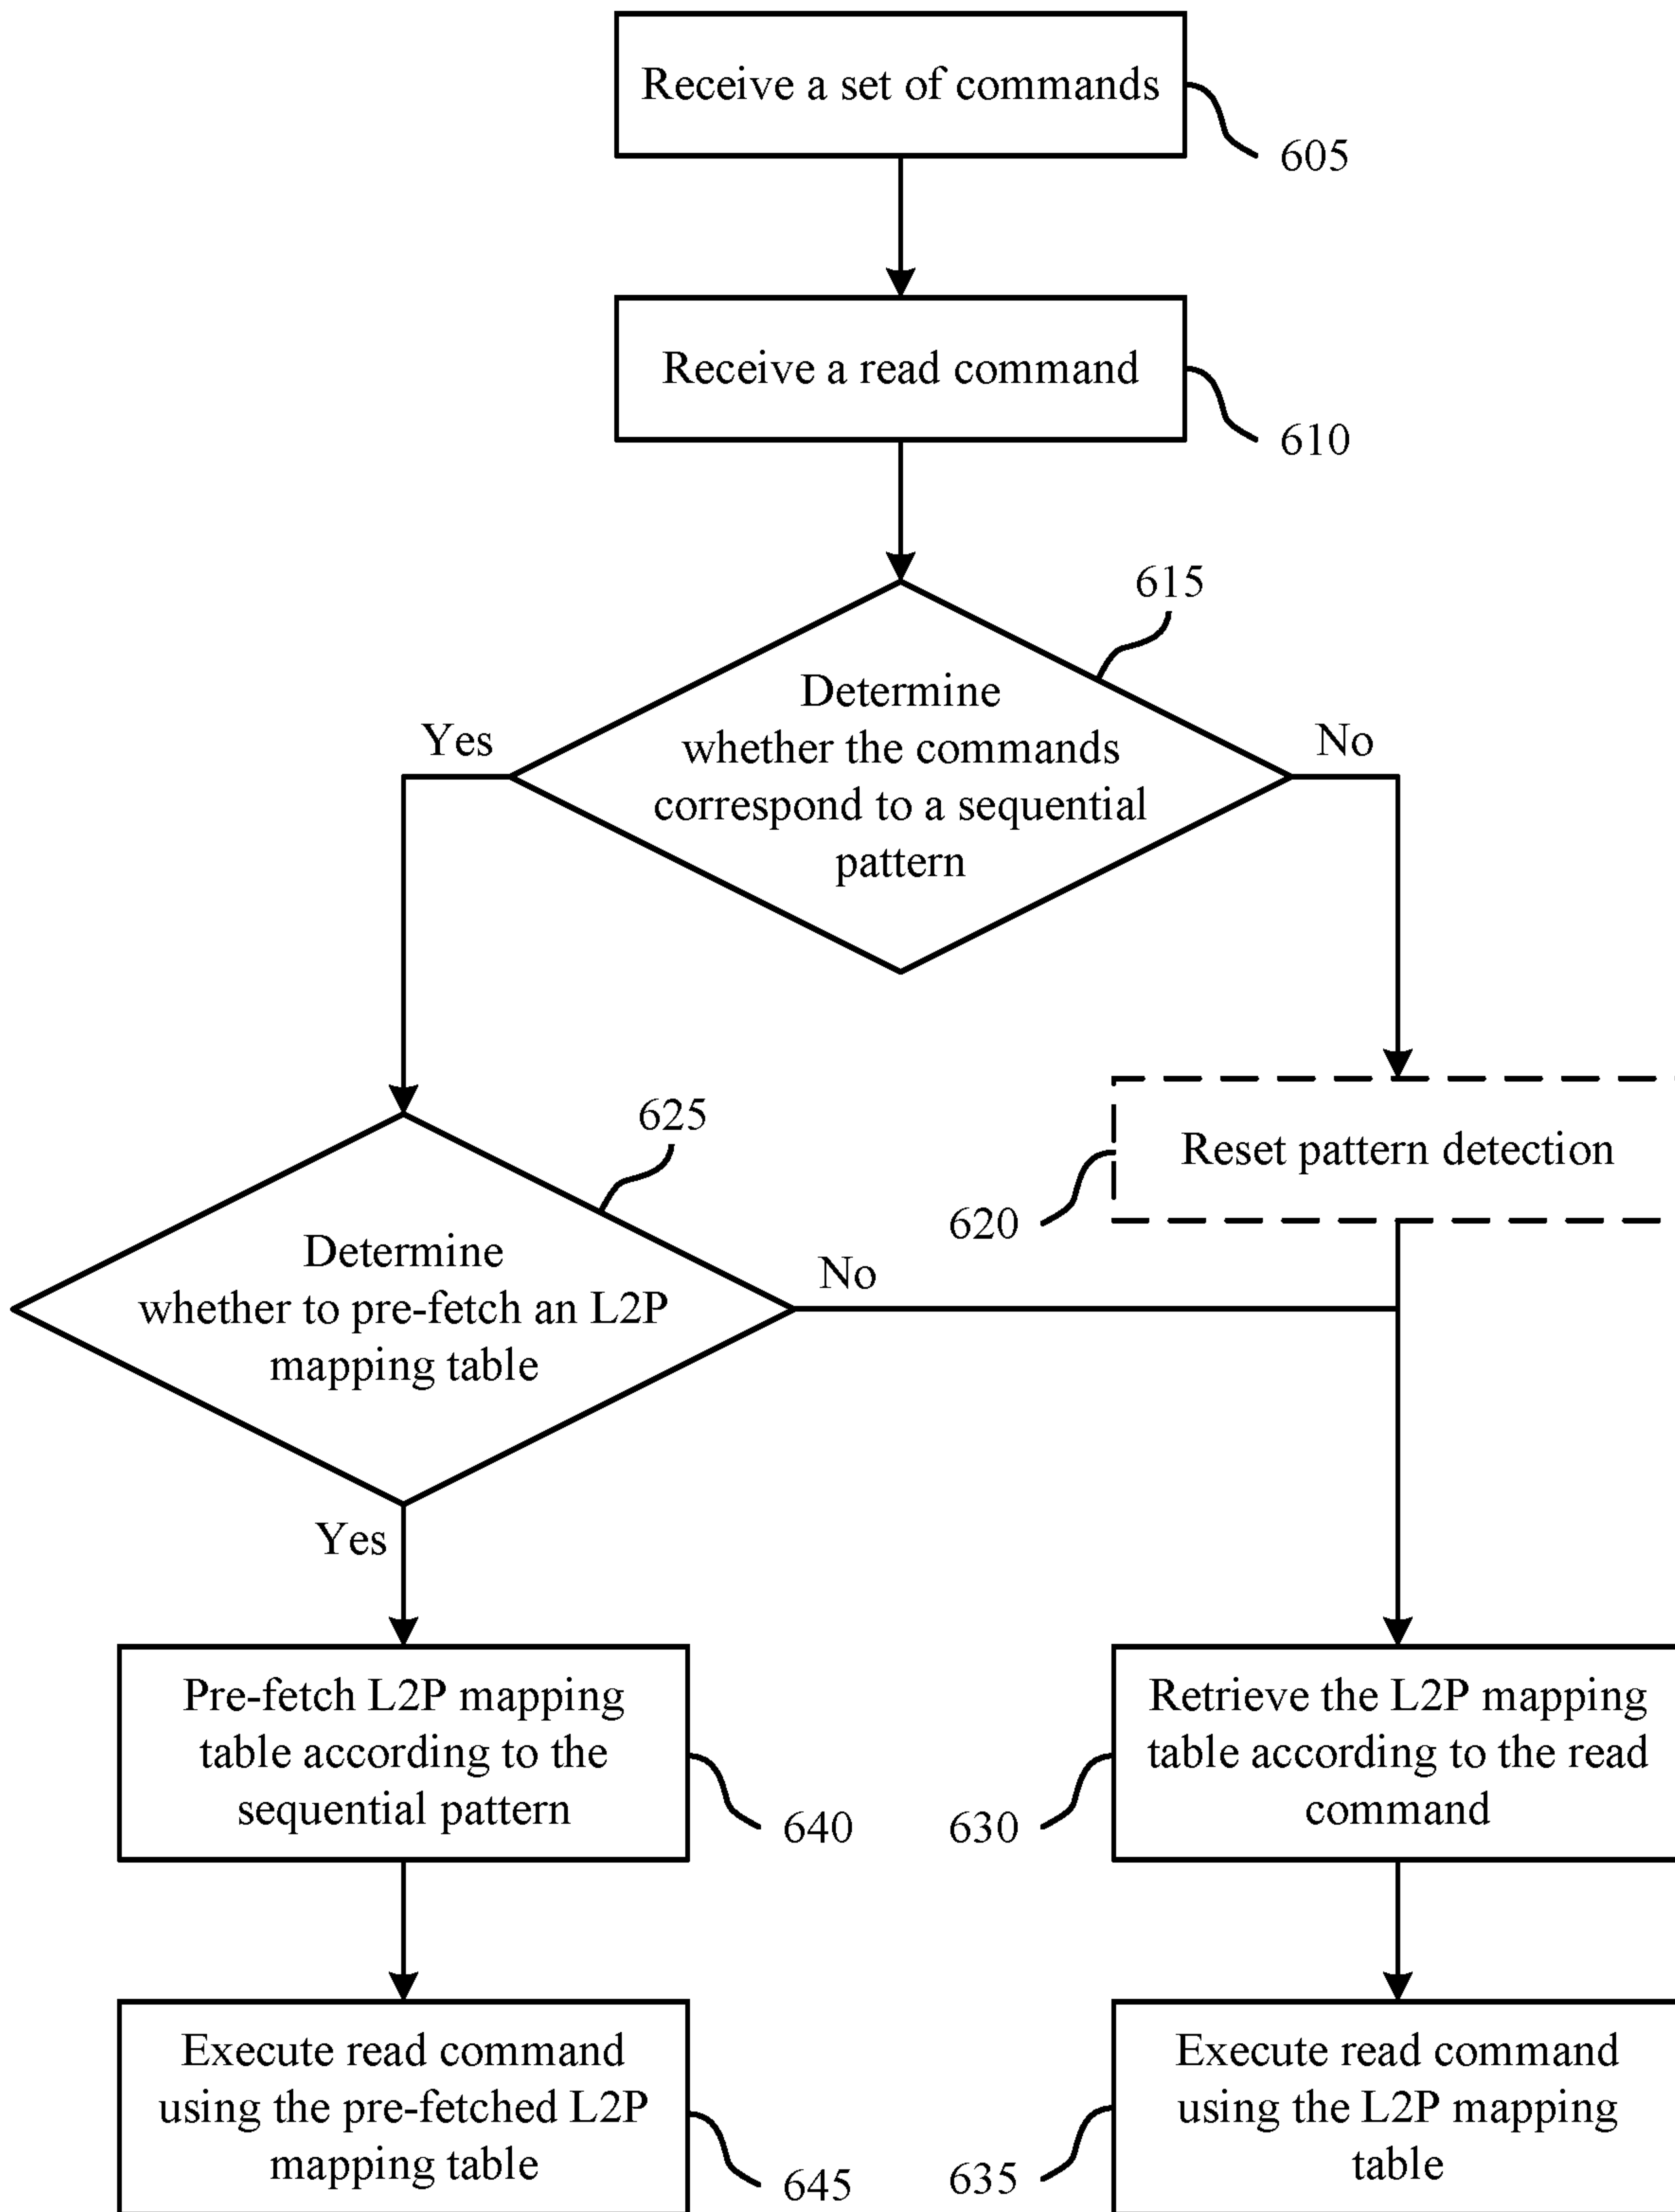 Receive a set of commands
605
Receive a read command
610
615
Determine
whether the commands
correspond to a sequential
pattern
Yes
No
625
Reset pattern detection
620
Determine
whether to pre-fetch an L2P
mapping table
No
Yes
Pre-fetch L2P mapping
table according to the
sequential pattern
640
Retrieve the L2P mapping
table according to the read
command
630
Execute read command
using the pre-fetched L2P
mapping table
645
Execute read command
using the L2P mapping
table
635